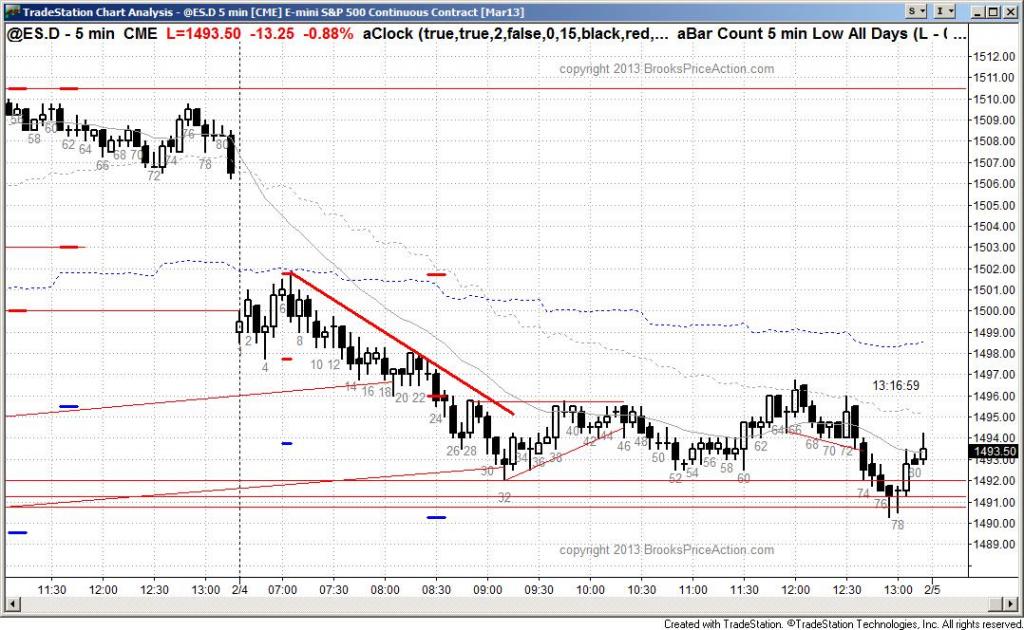 TradeStation Chart Analysis - @ES.D 5 min [CME] E-mini S&P 500 Continuous Contract [Mar13]
S I
@ES.D - 5 min CME L=1493.50 -13.25 -0.88% aClock (true,true,2,false,0,15,black,red,... aBar Count 5 min Low All Days (L - ( ...
copyright 2013 BrooksPriceAction.com
1512.00
1511.00
1510.00
1509.00
1508.00
1507.00
1506.00
1505.00
1504.00
1503.00
1502.00
1501.00
1500.00
1499.00
1498.00
1497.00
1496.00
1495.00
1494.00
1493.50
1493.00
1492.00
1491.00
1490.00
1489.00
58 60 62 64 66 68 70 72 74 76 78 80
2 4 6 8 10 12 14 16 18 20 22 24 26 28 30 32 34 36 38 40 42 44 46 48 50 52 54 56 58 60 62 64 66 68 70 72 74 76 78 80
13:16:59
copyright 2013 BrooksPriceAction.com
11:30 12:00 12:30 13:00 2/4 07:00 07:30 08:00 08:30 09:00 09:30 10:00 10:30 11:00 11:30 12:00 12:30 13:00 2/5
Created with TradeStation. ©TradeStation Technologies, Inc. All rights reserved.